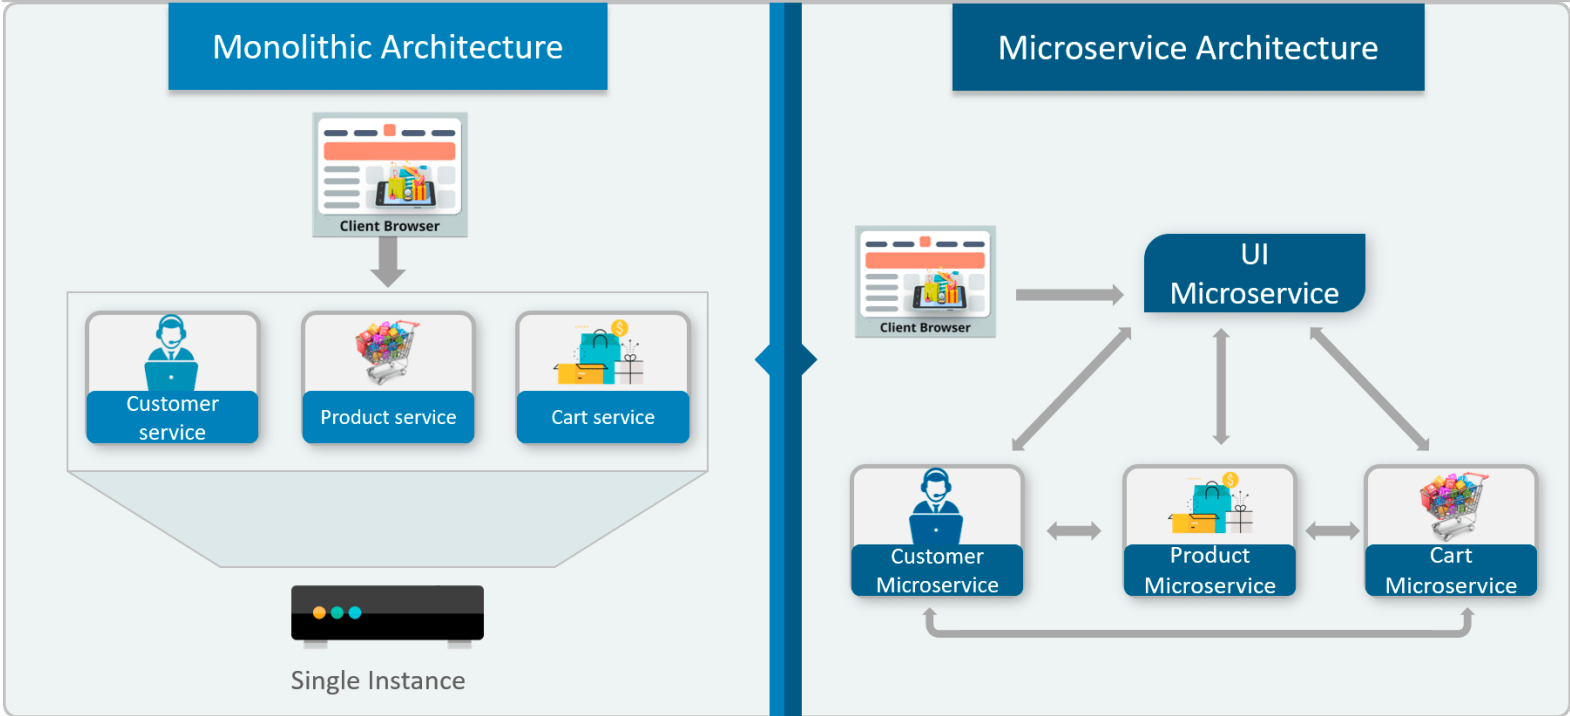 Monolithic Architecture
Client Browser
Customer
service
Product service
Cart service
Single Instance
Microservice Architecture
Client Browser
UI
Microservice
$
Customer
Microservice
Product
Microservice
Cart
Microservice